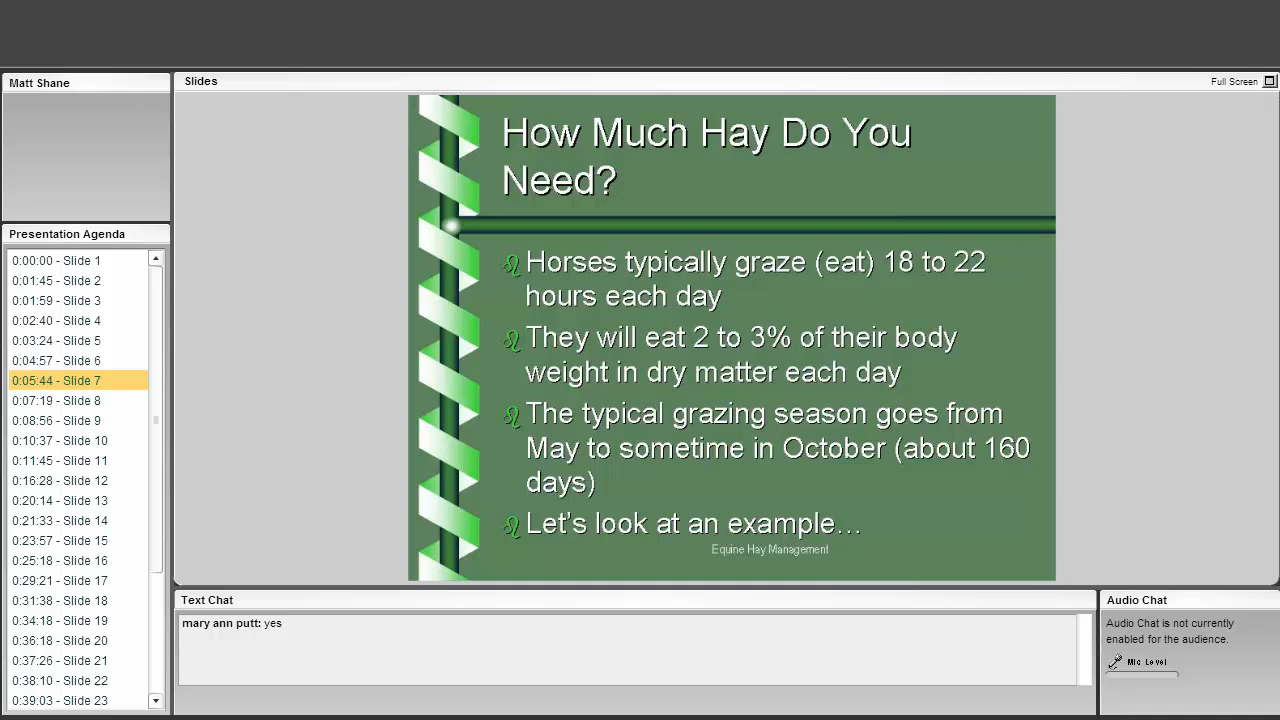 Matt Shane
Slides
Full Screen
Presentation Agenda
0:00:00 - Slide 1
0:01:45 - Slide 2
0:01:59 - Slide 3
0:02:40 - Slide 4
0:03:24 - Slide 5
0:04:57 - Slide 6
0:05:44 - Slide 7
0:07:19 - Slide 8
0:08:56 - Slide 9
0:10:37 - Slide 10
0:11:45 - Slide 11
0:16:28 - Slide 12
0:20:14 - Slide 13
0:21:33 - Slide 14
0:23:57 - Slide 15
0:25:18 - Slide 16
0:29:21 - Slide 17
0:31:38 - Slide 18
0:34:18 - Slide 19
0:36:18 - Slide 20
0:37:26 - Slide 21
0:38:10 - Slide 22
0:39:03 - Slide 23
How Much Hay Do You
Need?
Horses typically graze (eat) 18 to 22
hours each day
They will eat 2 to 3% of their body
weight in dry matter each day
The typical grazing season goes from
May to sometime in October (about 160
days)
Let's look at an example…
Equine Hay Management
Text Chat
mary ann putt: yes
Audio Chat
Audio Chat is not currently
enabled for the audience.
Mic Level